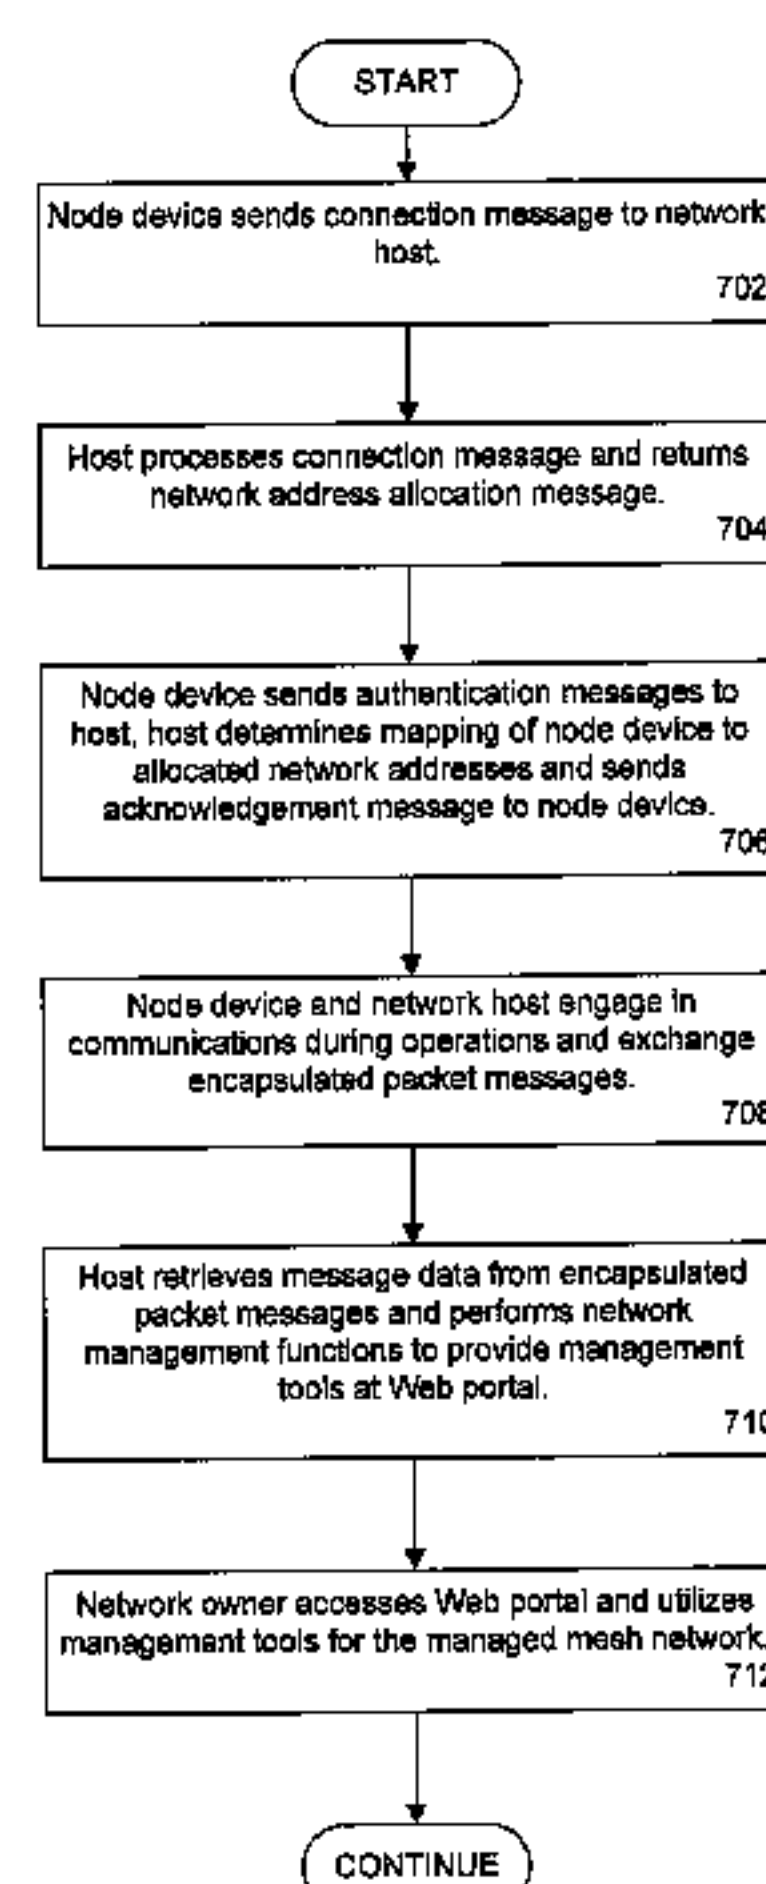 START
Node device sends connection message to network
host.
702
Host processes connection message and returns
network address allocation message.
704
Node device sends authentication messages to
host, host determines mapping of node device to
allocated network addresses and sends
acknowledgement message to node device.
706
Node device and network host engage in
communications during operations and exchange
encapsulated packet messages.
708
Host retrieves message data from encapsulated
packet messages and performs network
management functions to provide management
tools at Web portal.
710
Network owner accesses Web portal and utilizes
management tools for the managed mesh network.
712
CONTINUE